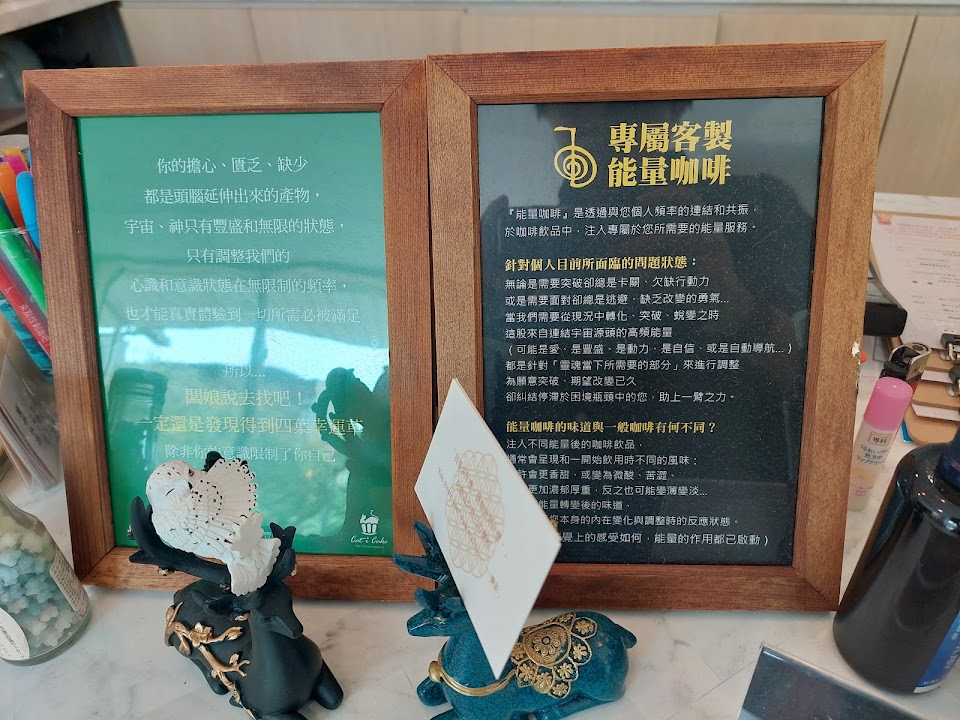 你的擔心、匱乏、缺少
都是頭腦延伸出來的產物，
宇宙、神只有豐盛和無限的狀態，
只有調整我們的
心識和意識狀態在無限制的頻率，
也才能真實體驗到一切所需必被滿足
所以...
闆娘說去找吧！
一定還是發現得到四葉幸運草
除非你的意識限制了你自己
Cat's Cake
專屬客製
能量咖啡
『能量咖啡』是透過與您個人頻率的連結和共振，
於咖啡飲品中，注入專屬於您所需要的能量服務。
針對個人目前所面臨的問題狀態：
無論是需要突破卻總是卡關、欠缺行動力
或是需要面對卻總是逃避、缺乏改變的勇氣...
當我們需要從現況中轉化、突破、蛻變之時
這股來自連結宇宙源頭的高頻能量
（可能是愛、是豐盛、是動力、是自信、或是自動導航...）
都是針對「靈魂當下所需要的部分」來進行調整
為願意突破、期望改變已久
卻糾結停滯於困境瓶頭中的您，助上一臂之力。
能量咖啡的味道與一般咖啡有何不同？
注入不同能量後的咖啡飲品，
通常會呈現和一開始飲用時不同的風味：
許會更香甜、或變為微酸、苦澀
更加濃郁厚重，反之也可能變薄變淡...
能量轉變後的味道，
本身的內在變化與調整時的反應狀態，
覺上的感受如何，能量的作用都已啟動）